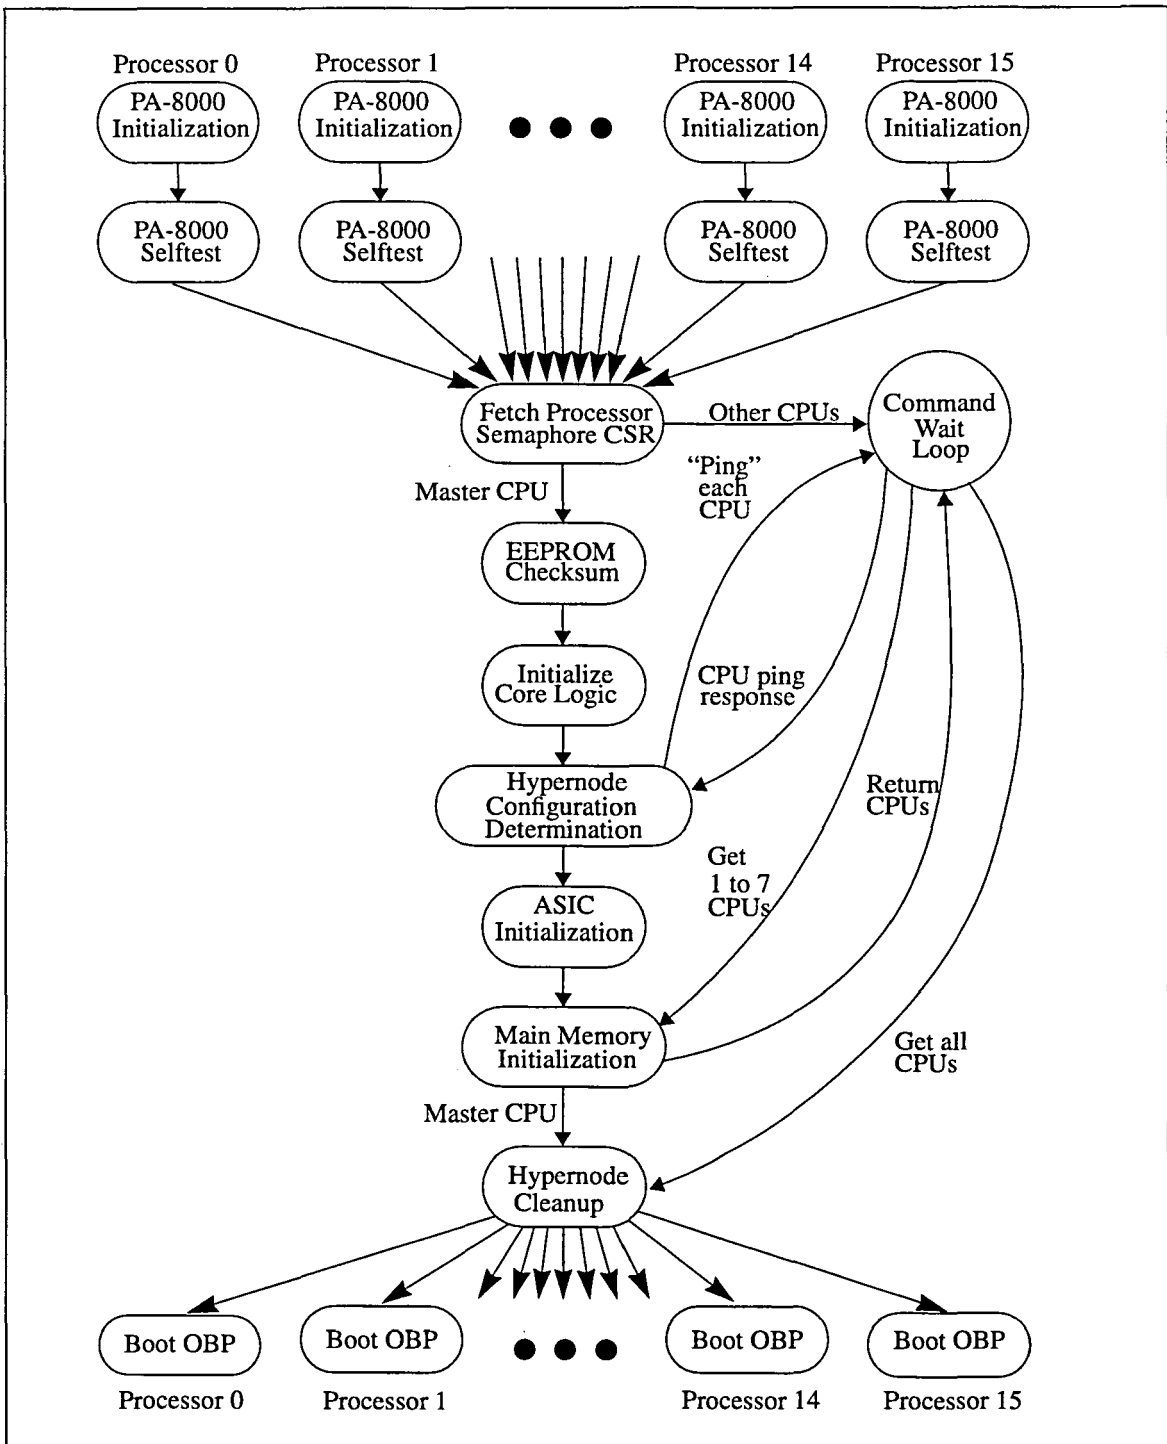 Processor 0
Processor 1
Processor 14
Processor 15
PA-8000
Initialization
PA-8000
Initialization
PA-8000
Initialization
PA-8000
Initialization
PA-8000
Selftest
PA-8000
Selftest
PA-8000
Selftest
PA-8000
Selftest
Fetch Processor
Semaphore CSR
Other CPUs
Command
Wait
Loop
Master CPU
“Ping”
each
CPU
EEPROM
Checksum
Initialize
Core Logic
CPU ping
response
Hypernode
Configuration
Determination
Return
CPUs
Get
1 to 7
CPUs
ASIC
Initialization
Main Memory
Initialization
Get all
CPUs
Master CPU
Hypernode
Cleanup
Boot OBP
Boot OBP
Boot OBP
Boot OBP
Processor 0
Processor 1
Processor 14
Processor 15